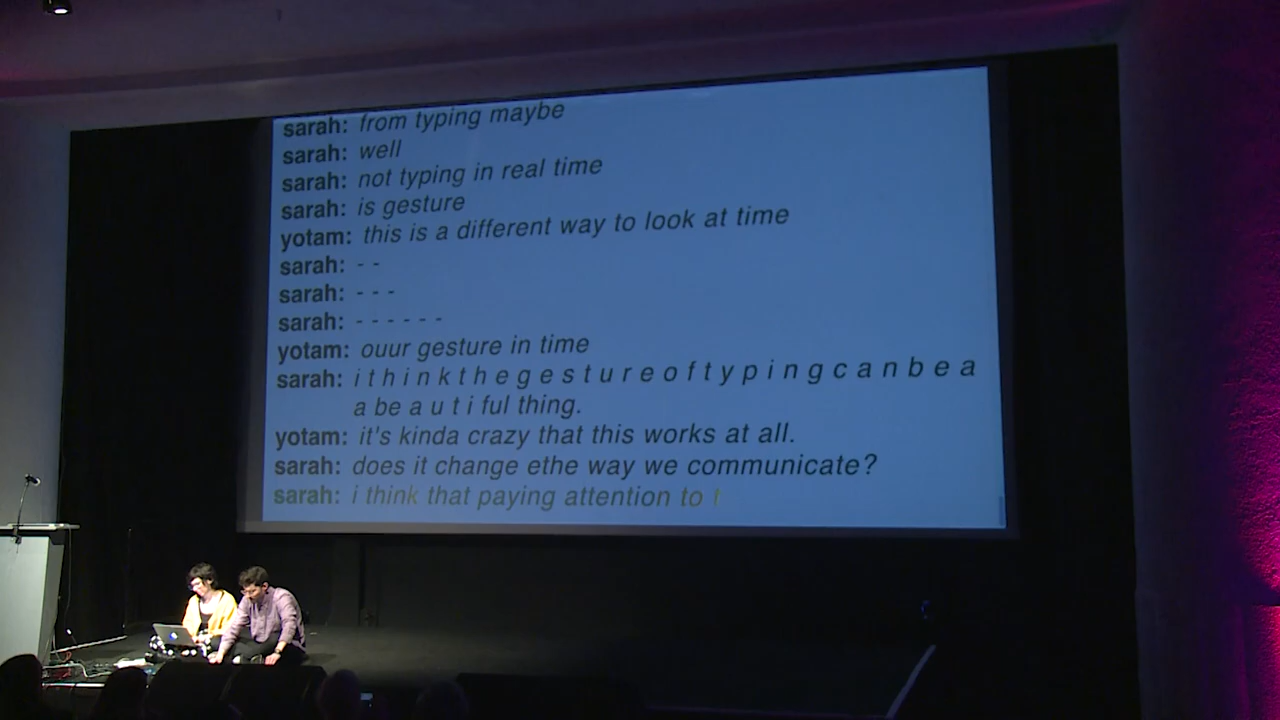 sarah: from typing maybe
sarah: well
sarah: not typing in real time
sarah: is gesture
yotam: this is a different way to look at time
sarah: - -
sarah: - - -
sarah: - - - - - -
yotam: ouur gesture in time
sarah: i t h i n k t h e g e s t u r e o f t y p i n g c a n b e a
a be a u t i ful thing.
yotam: it's kinda crazy that this works at all.
sarah: does it change ethe way we communicate?
sarah: i think that paying attention to t